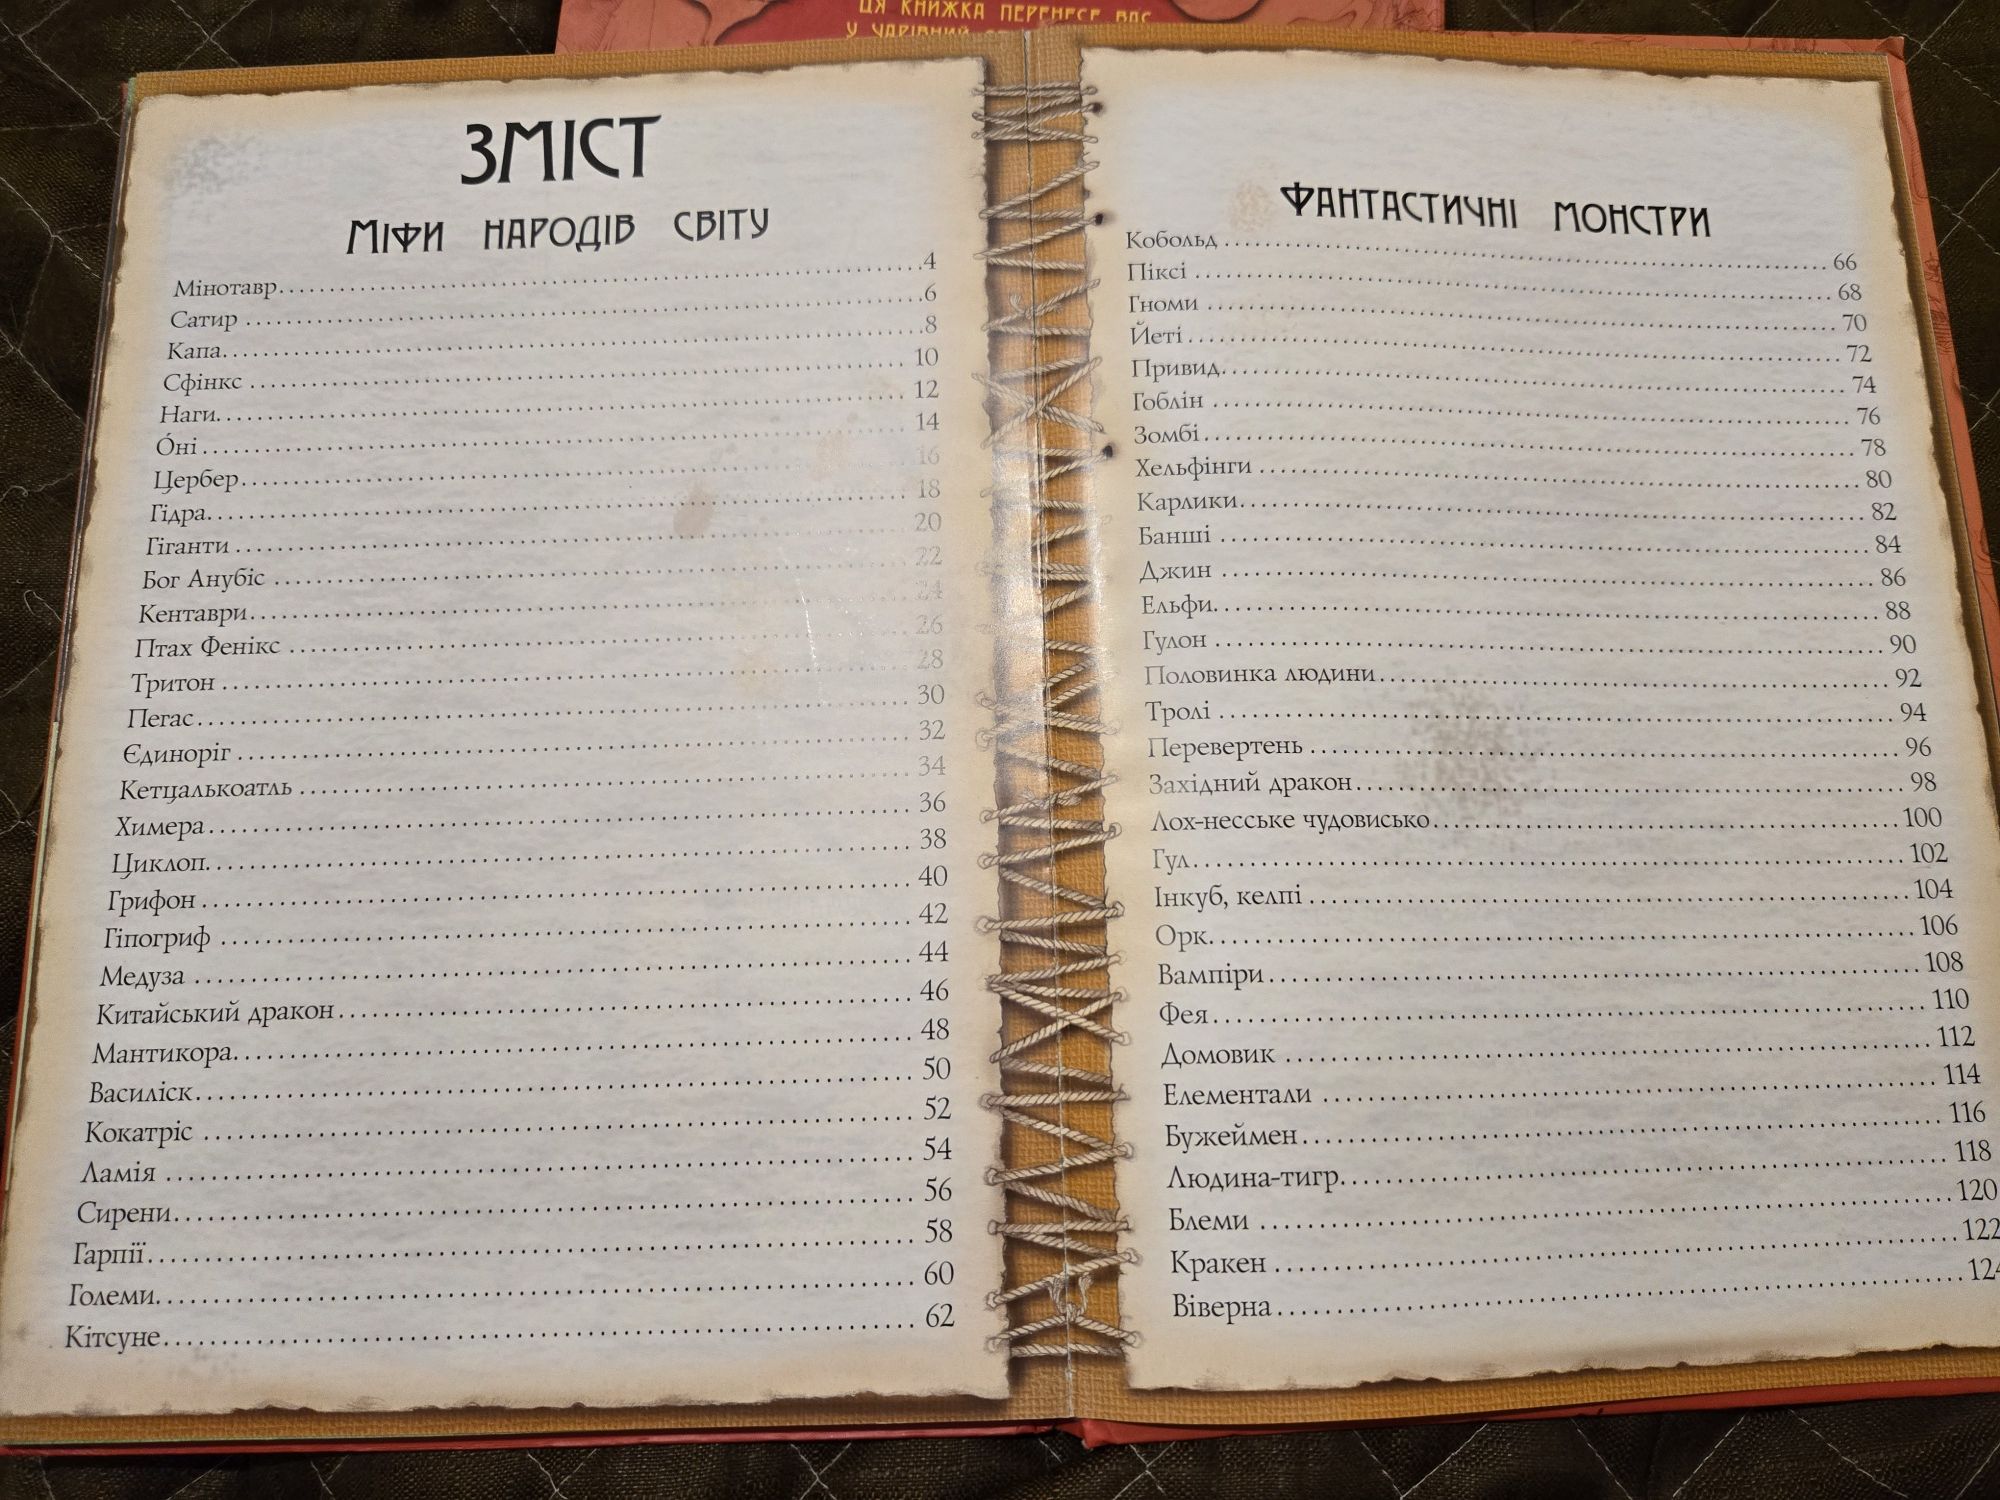 ЦЯ КНИЖКА ПЕРЕНЕСЕ ВАС
У ЧАРІВНИЙ
ЗМІСТ
МІФИ НАРОДІВ СВІТУ
Мінотавр 4
Сатир 6
Капа 8
Сфінкс 10
Наги 12
О́ні 14
Цербер 16
Гідра 18
Гіганти 20
Бог Анубіс 22
Кентаври 24
Птах Фенікс 26
Тритон 28
Пегас 30
Єдиноріг 32
Кетцалькоатль 34
Химера 36
Циклоп 38
Грифон 40
Гіпогриф 42
Медуза 44
Китайський дракон 46
Мантикора 48
Василіск 50
Кокатріс 52
Ламія 54
Сирени 56
Гарпії 58
Големи 60
Кітсуне 62
ФАНТАСТИЧНІ МОНСТРИ
Кобольд 66
Піксі 68
Гноми 70
Йеті 72
Привид 74
Гоблін 76
Зомбі 78
Хельфінги 80
Карлики 82
Банші 84
Джин 86
Ельфи 88
Гулон 90
Половинка людини 92
Тролі 94
Перевертень 96
Західний дракон 98
Лох-несське чудовисько 100
Гул 102
Інкуб, келпі 104
Орк 106
Вампіри 108
Фея 110
Домовик 112
Елементали 114
Бужеймен 116
Людина-тигр 118
Блеми 120
Кракен 122
Віверна 124